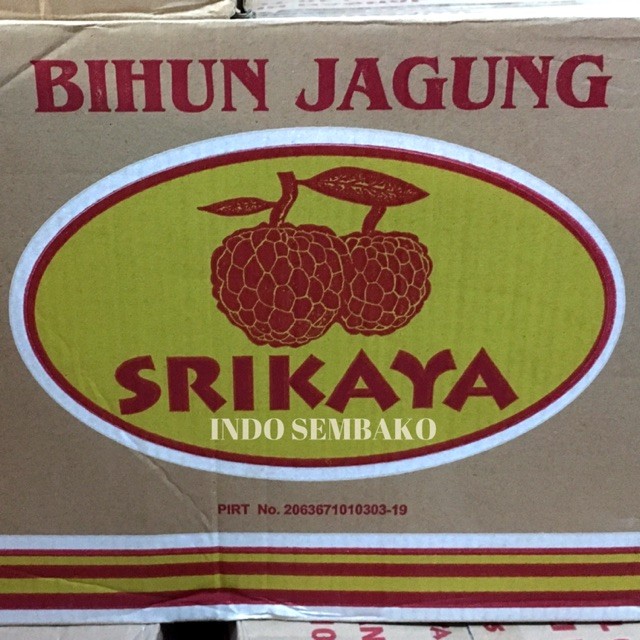 BIHUN JAGUNG
SRIKAYA
INDO SEMBAKO
PIRT No. 2063671010303-19